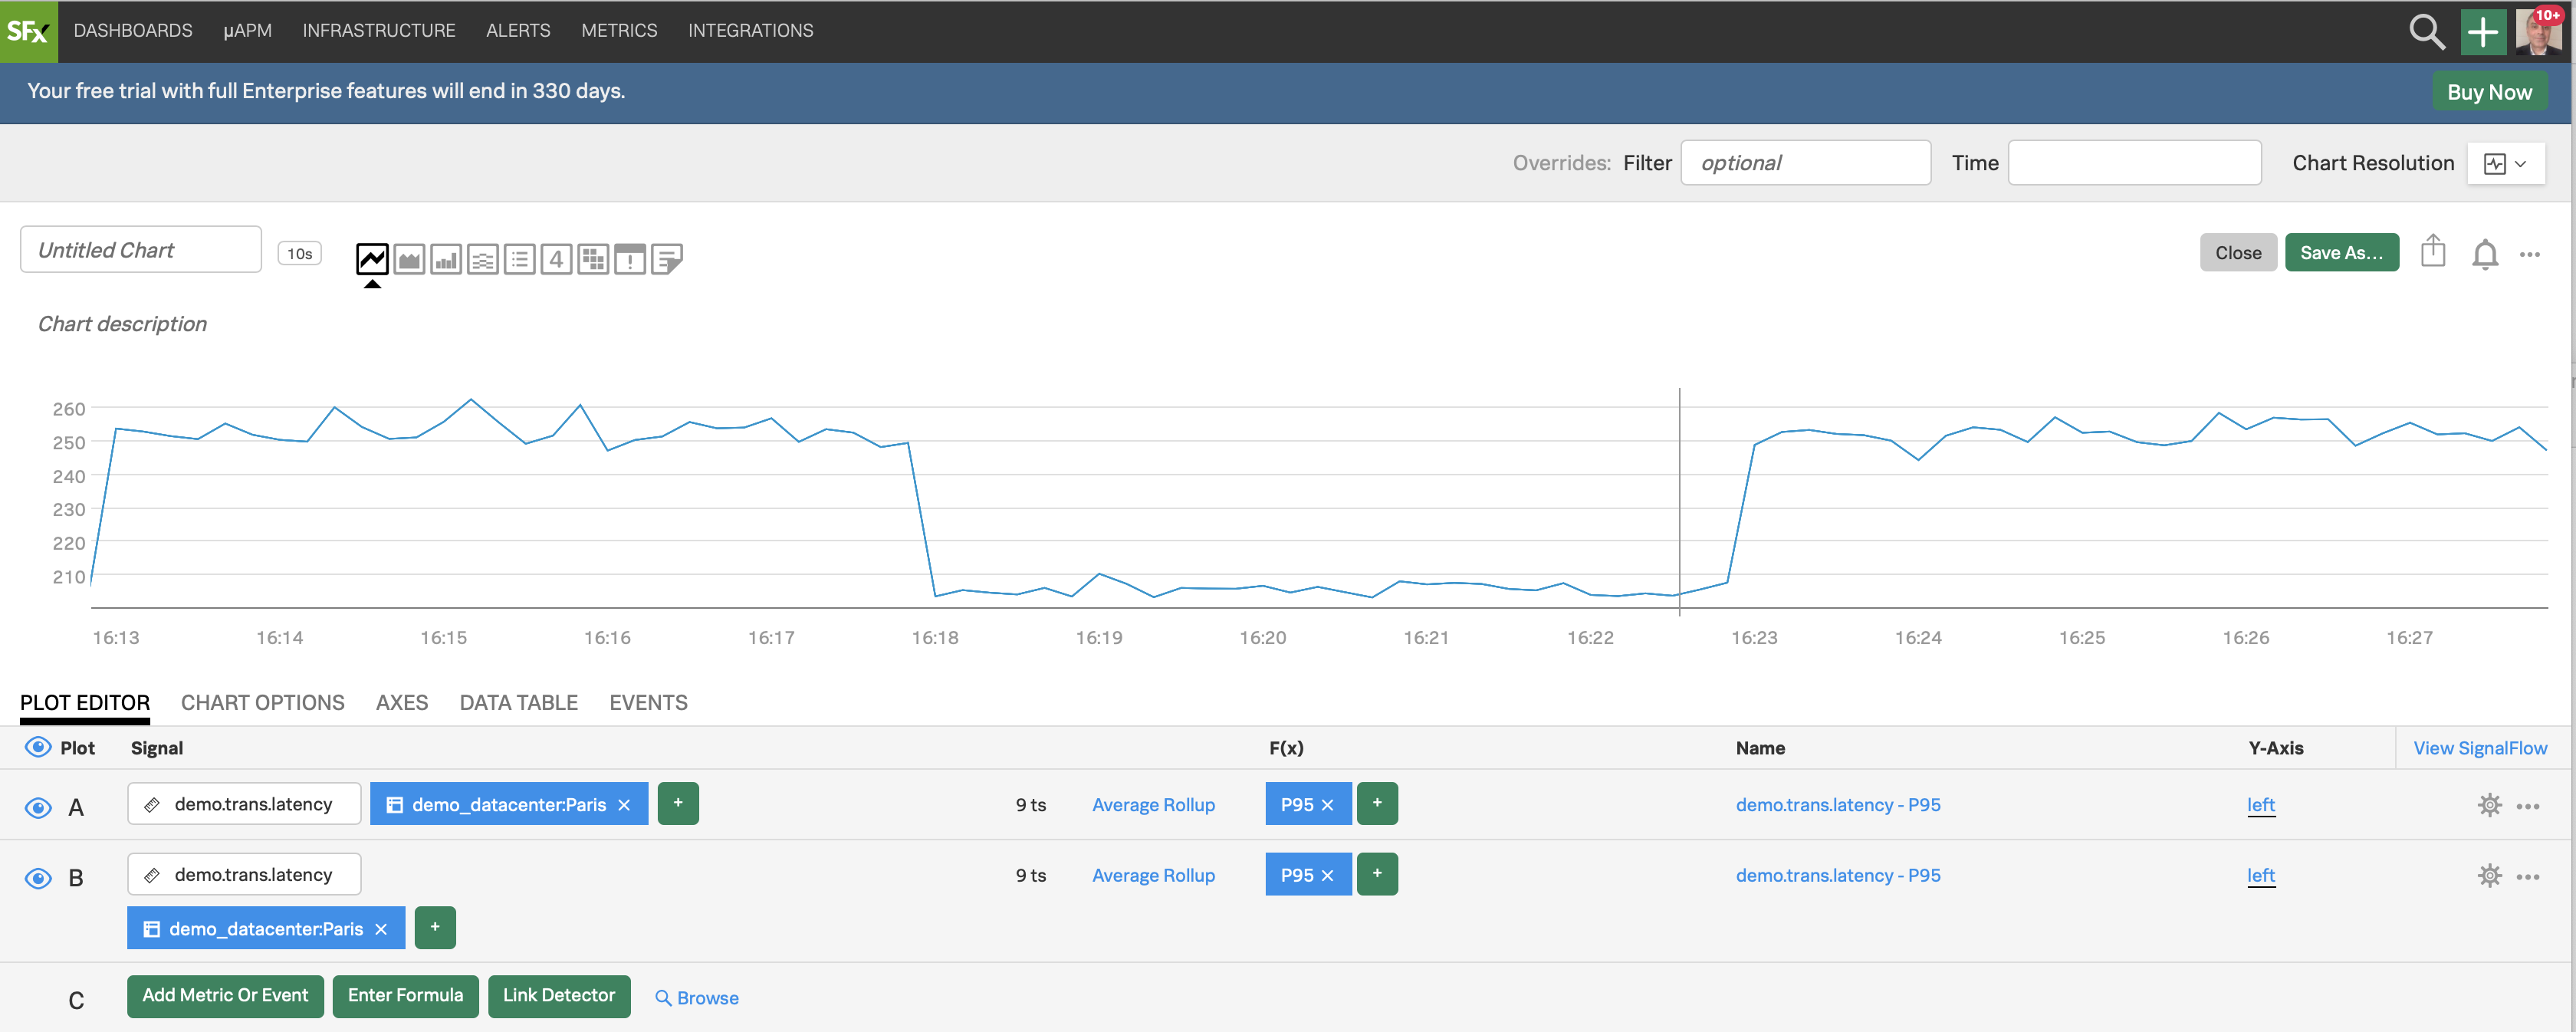 SFx DASHBOARDS µAPM INFRASTRUCTURE ALERTS METRICS INTEGRATIONS 10+
Your free trial with full Enterprise features will end in 330 days. Buy Now
Overrides: Filter optional Time Chart Resolution
Untitled Chart 10s 4 ! Close Save As...
Chart description
260
250
240
230
220
210
16:13 16:14 16:15 16:16 16:17 16:18 16:19 16:20 16:21 16:22 16:23 16:24 16:25 16:26 16:27
PLOT EDITOR CHART OPTIONS AXES DATA TABLE EVENTS
Plot Signal F(x) Name Y-Axis View SignalFlow
A demo.trans.latency demo_datacenter:Paris × + 9 ts Average Rollup P95 × + demo.trans.latency - P95 left
B demo.trans.latency 9 ts Average Rollup P95 × + demo.trans.latency - P95 left
demo_datacenter:Paris × +
C Add Metric Or Event Enter Formula Link Detector Browse